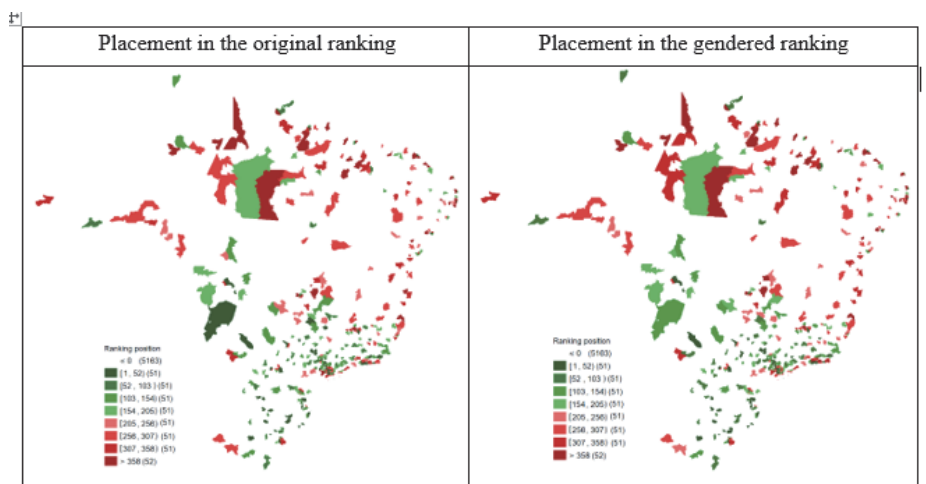 Placement in the original ranking
Placement in the gendered ranking
Ranking position
< 0 (5163)
[1, 52) (51)
[52, 103) (51)
[103, 154) (51)
[154, 205) (51)
[205, 256) (51)
[256, 307) (51)
[307, 358) (51)
> 358 (52)
Ranking position
< 0 (5163)
[1, 52) (51)
[52, 103) (51)
[103, 154) (51)
[154, 205) (51)
[205, 256) (51)
[256, 307) (51)
[307, 358) (51)
> 358 (52)